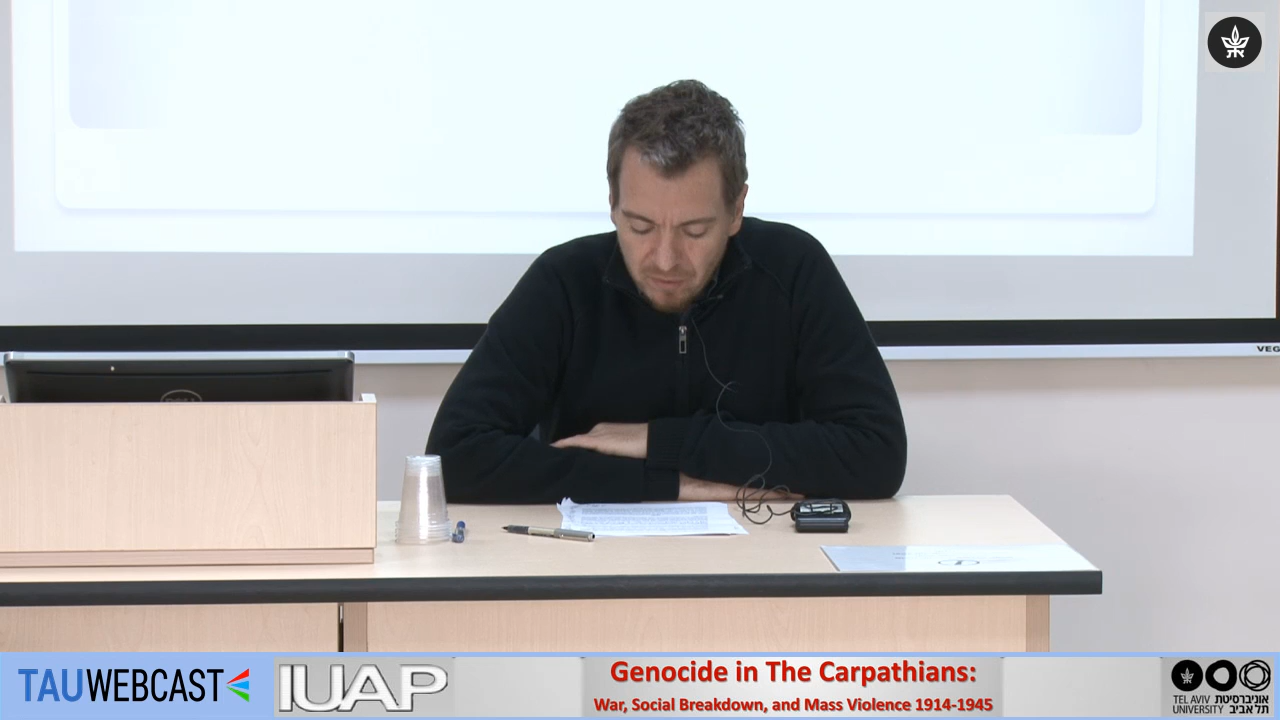 VEG
DELL
TAUWEBCAST
IUAP
Genocide in The Carpathians:
War, Social Breakdown, and Mass Violence 1914-1945
TEL AVIV אוניברסיטת
UNIVERSITY תל אביב